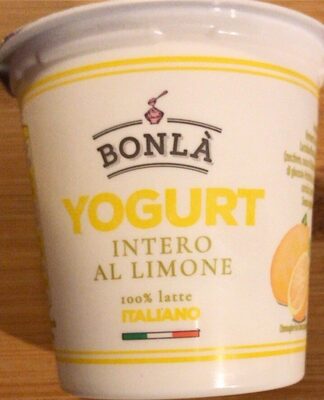 BONLÀ
YOGURT
INTERO
AL LIMONE
100% latte
ITALIANO